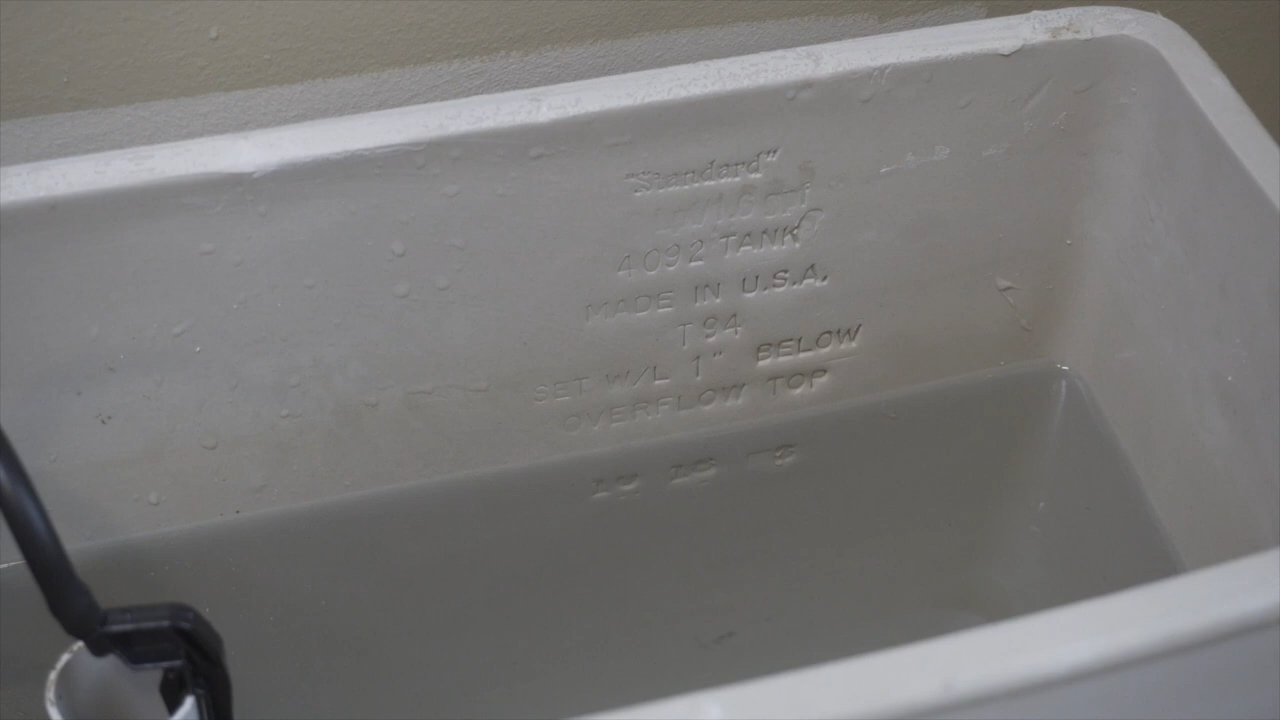 "Standard"
4092 TANK
MADE IN U.S.A.
T94
SET W/L 1" BELOW
OVERFLOW TOP